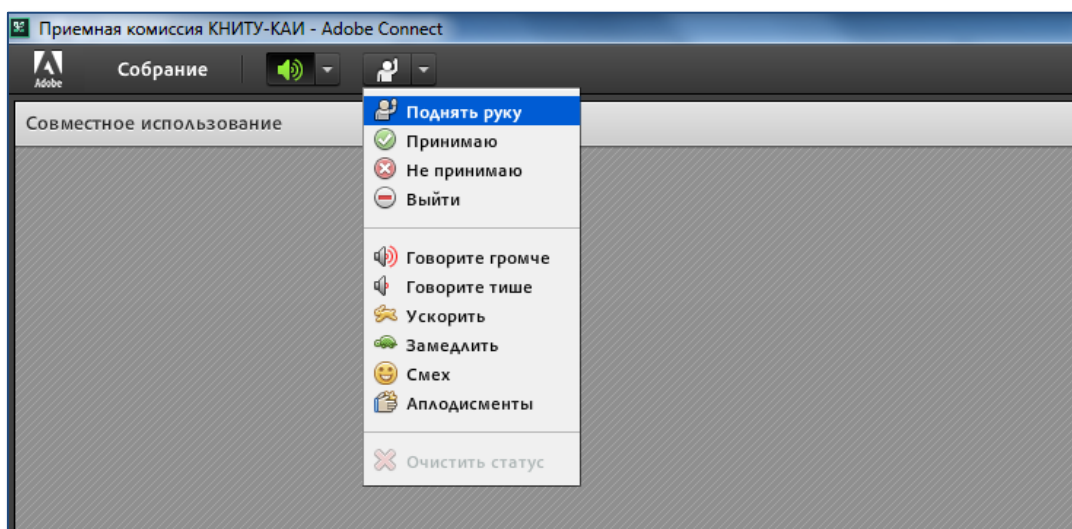 Приемная комиссия КНИТУ-КАИ - Adobe Connect
Adobe
Собрание
Совместное использование
Поднять руку
Принимаю
Не принимаю
Выйти
Говорите громче
Говорите тише
Ускорить
Замедлить
Смех
Аплодисменты
Очистить статус